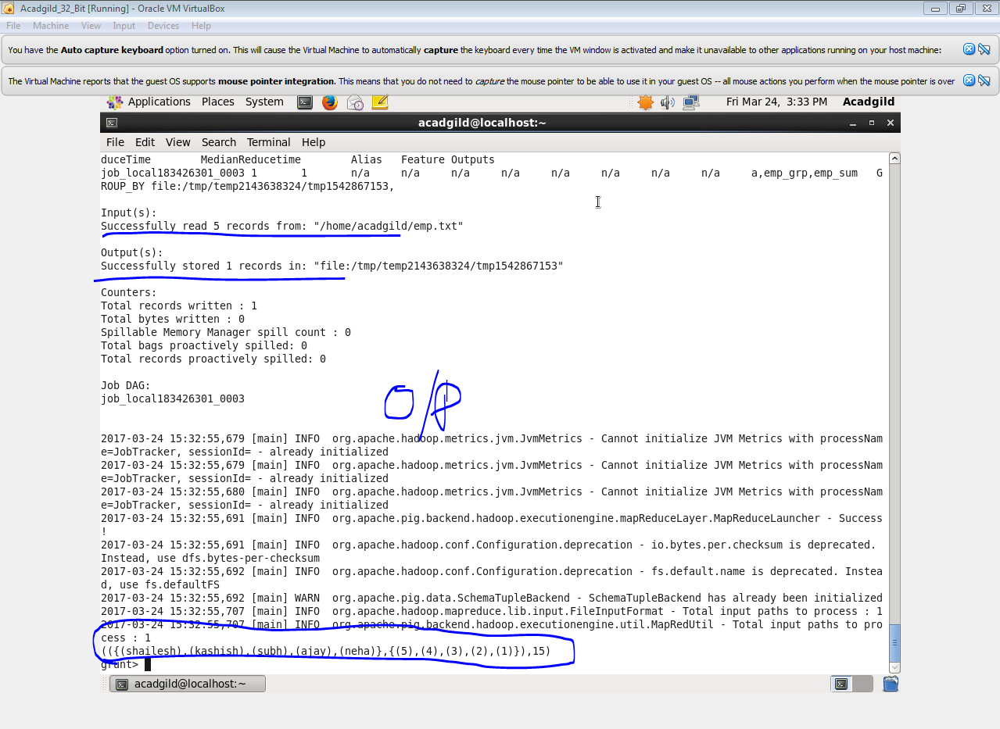 Acadgild_32_Bit [Running] - Oracle VM VirtualBox
File Machine View Input Devices Help
You have the Auto capture keyboard option turned on. This will cause the Virtual Machine to automatically capture the keyboard every time the VM window is activated and make it unavailable to other applications running on your host machine:
The Virtual Machine reports that the guest OS supports mouse pointer integration. This means that you do not need to capture the mouse pointer to be able to use it in your guest OS -- all mouse actions you perform when the mouse pointer is over
Applications Places System Fri Mar 24, 3:33 PM Acadgild
acadgild@localhost:~
File Edit View Search Terminal Help
duceTime MedianReducetime Alias Feature Outputs
job_local183426301_0003 1 1 n/a n/a n/a n/a n/a n/a n/a n/a a,emp_grp,emp_sum G
ROUP_BY file:/tmp/temp2143638324/tmp1542867153,
Input(s):
Successfully read 5 records from: "/home/acadgild/emp.txt"
Output(s):
Successfully stored 1 records in: "file:/tmp/temp2143638324/tmp1542867153"
Counters:
Total records written : 1
Total bytes written : 0
Spillable Memory Manager spill count : 0
Total bags proactively spilled: 0
Total records proactively spilled: 0
Job DAG:
job_local183426301_0003
O/P
2017-03-24 15:32:55,679 [main] INFO org.apache.hadoop.metrics.jvm.JvmMetrics - Cannot initialize JVM Metrics with processNam
e=JobTracker, sessionId= - already initialized
2017-03-24 15:32:55,679 [main] INFO org.apache.hadoop.metrics.jvm.JvmMetrics - Cannot initialize JVM Metrics with processNam
e=JobTracker, sessionId= - already initialized
2017-03-24 15:32:55,680 [main] INFO org.apache.hadoop.metrics.jvm.JvmMetrics - Cannot initialize JVM Metrics with processNam
e=JobTracker, sessionId= - already initialized
2017-03-24 15:32:55,691 [main] INFO org.apache.pig.backend.hadoop.executionengine.mapReduceLayer.MapReduceLauncher - Success
!
2017-03-24 15:32:55,691 [main] INFO org.apache.hadoop.conf.Configuration.deprecation - io.bytes.per.checksum is deprecated.
Instead, use dfs.bytes-per-checksum
2017-03-24 15:32:55,692 [main] INFO org.apache.hadoop.conf.Configuration.deprecation - fs.default.name is deprecated. Instea
d, use fs.defaultFS
2017-03-24 15:32:55,692 [main] WARN org.apache.pig.data.SchemaTupleBackend - SchemaTupleBackend has already been initialized
2017-03-24 15:32:55,707 [main] INFO org.apache.hadoop.mapreduce.lib.input.FileInputFormat - Total input paths to process : 1
2017-03-24 15:32:55,707 [main] INFO org.apache.pig.backend.hadoop.executionengine.util.MapRedUtil - Total input paths to pro
cess : 1
(({(shailesh),(kashish),(subh),(ajay),(neha)},{(5),(4),(3),(2),(1)}),15)
grunt>
acadgild@localhost:~